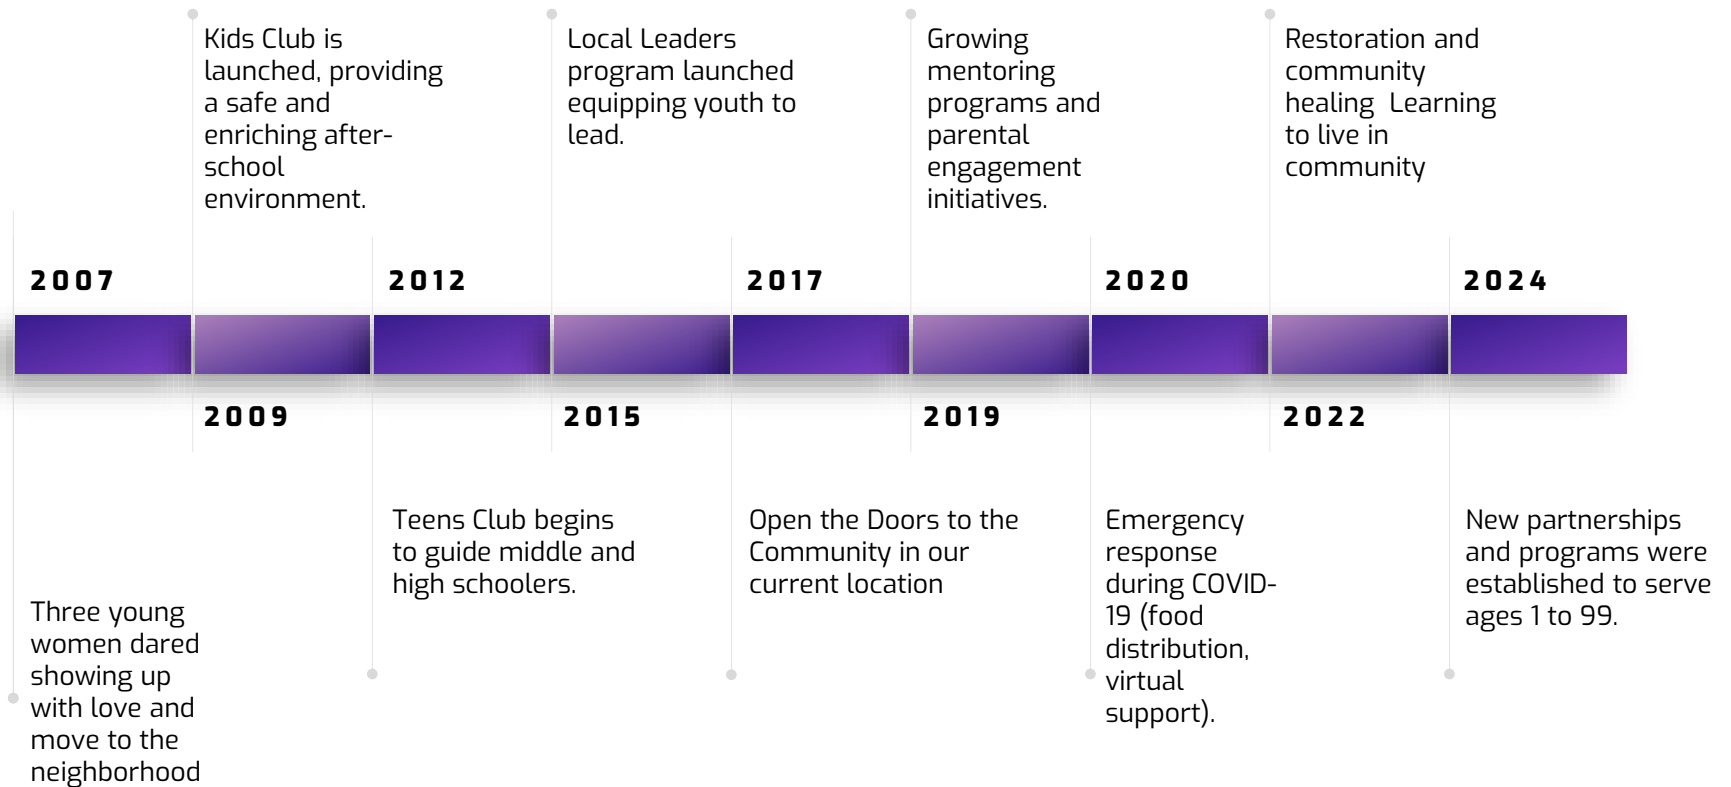 Kids Club is
launched, providing
a safe and
enriching after-
school
environment.
Local Leaders
program launched
equipping youth to
lead.
Growing
mentoring
programs and
parental
engagement
initiatives.
Restoration and
community
healing  Learning
to live in
community
2007
2012
2017
2020
2024
2009
2015
2019
2022
Three young
women dared
showing up
with love and
move to the
neighborhood
Teens Club begins
to guide middle and
high schoolers.
Open the Doors to the
Community in our
current location
Emergency
response
during COVID-
19 (food
distribution,
virtual
support).
New partnerships
and programs were
established to serve
ages 1 to 99.